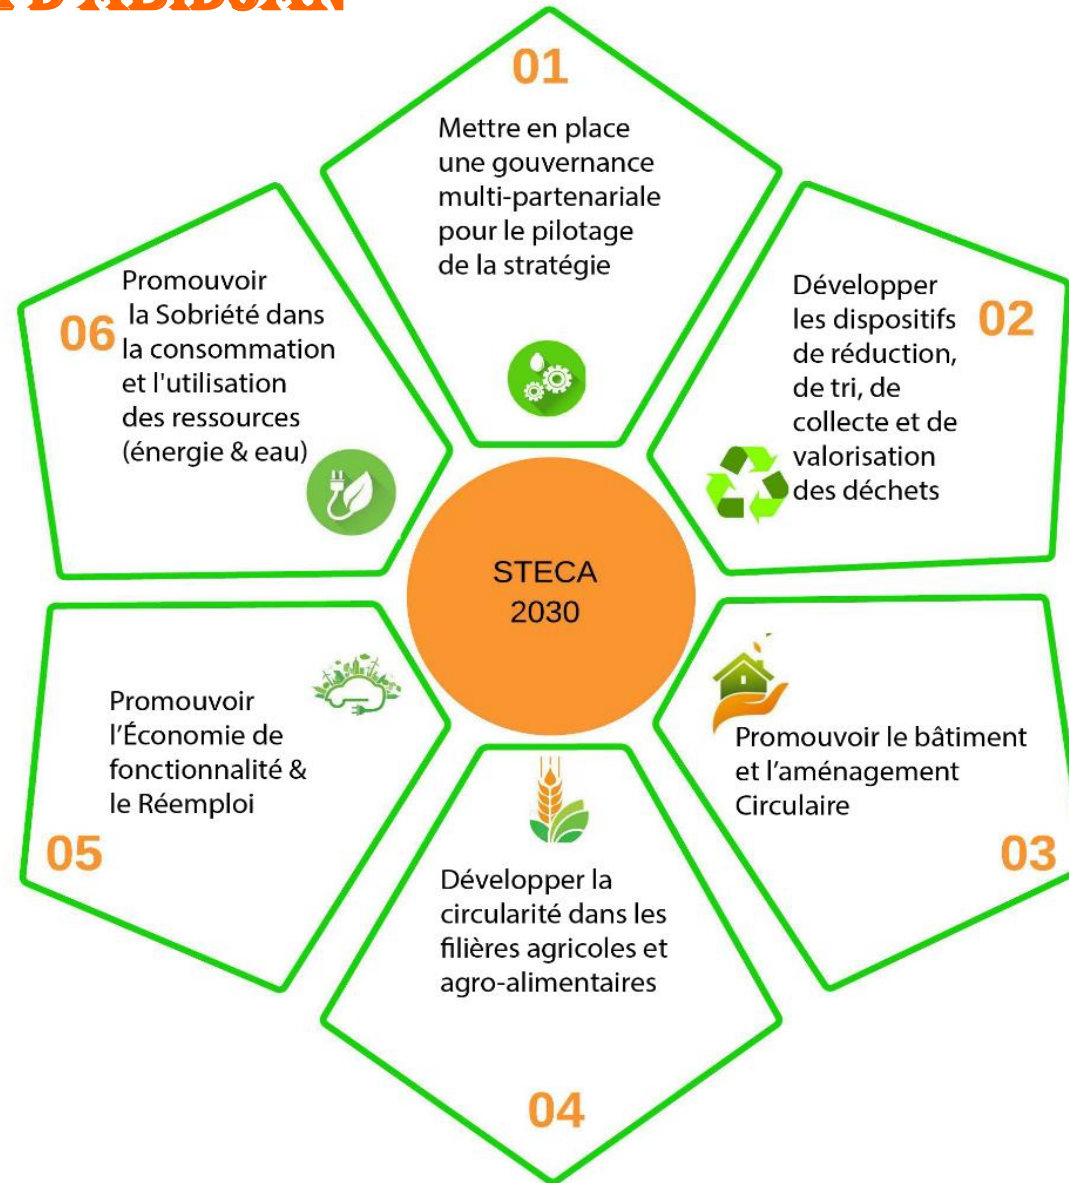 D'ABIDJAN
01
Mettre en place
une gouvernance
multi-partenariale
pour le pilotage
de la stratégie
02
Développer
les dispositifs
de réduction,
de tri, de
collecte et de
valorisation
des déchets
03
Promouvoir le bâtiment
et l'aménagement
Circulaire
04
Développer la
circularité dans les
filières agricoles et
agro-alimentaires
05
Promouvoir
l'Économie de
fonctionnalité &
le Réemploi
06
Promouvoir
la Sobriété dans
la consommation
et l'utilisation
des ressources
(énergie & eau)
STECA
2030